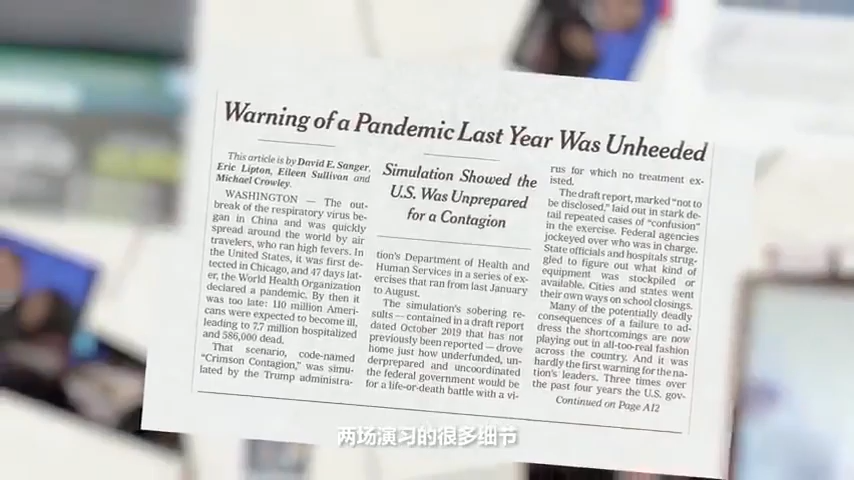 Warning of a Pandemic Last Year Was Unheeded
This article is by David E. Sanger,
Eric Lipton, Eileen Sullivan and
Michael Crowley.
WASHINGTON — The out-
break of the respiratory virus be-
gan in China and was quickly
spread around the world by air
travelers, who ran high fevers. In
the United States, it was first de-
tected in Chicago, and 47 days lat-
er, the World Health Organization
declared a pandemic. By then it
was too late: 110 million Ameri-
cans were expected to become ill,
leading to 7.7 million hospitalized
and 586,000 dead.
That scenario, code-named
“Crimson Contagion,” was simu-
lated by the Trump administra-
Simulation Showed the
U.S. Was Unprepared
for a Contagion
tion’s Department of Health and
Human Services in a series of ex-
ercises that ran from last January
to August.
The simulation’s sobering re-
sults — contained in a draft report
dated October 2019 that has not
previously been reported — drove
home just how underfunded, un-
derprepared and uncoordinated
the federal government would be
for a life-or-death battle with a vi-
rus for which no treatment ex-
isted.
The draft report, marked “not to
be disclosed,” laid out in stark de-
tail repeated cases of “confusion”
in the exercise. Federal agencies
jockeyed over who was in charge.
State officials and hospitals strug-
gled to figure out what kind of
equipment was stockpiled or
available. Cities and states went
their own ways on school closings.
Many of the potentially deadly
consequences of a failure to ad-
dress the shortcomings are now
playing out in all-too-real fashion
across the country. And it was
hardly the first warning for the na-
tion’s leaders. Three times over
the past four years the U.S. gov-
Continued on Page A12
两场演习的很多细节